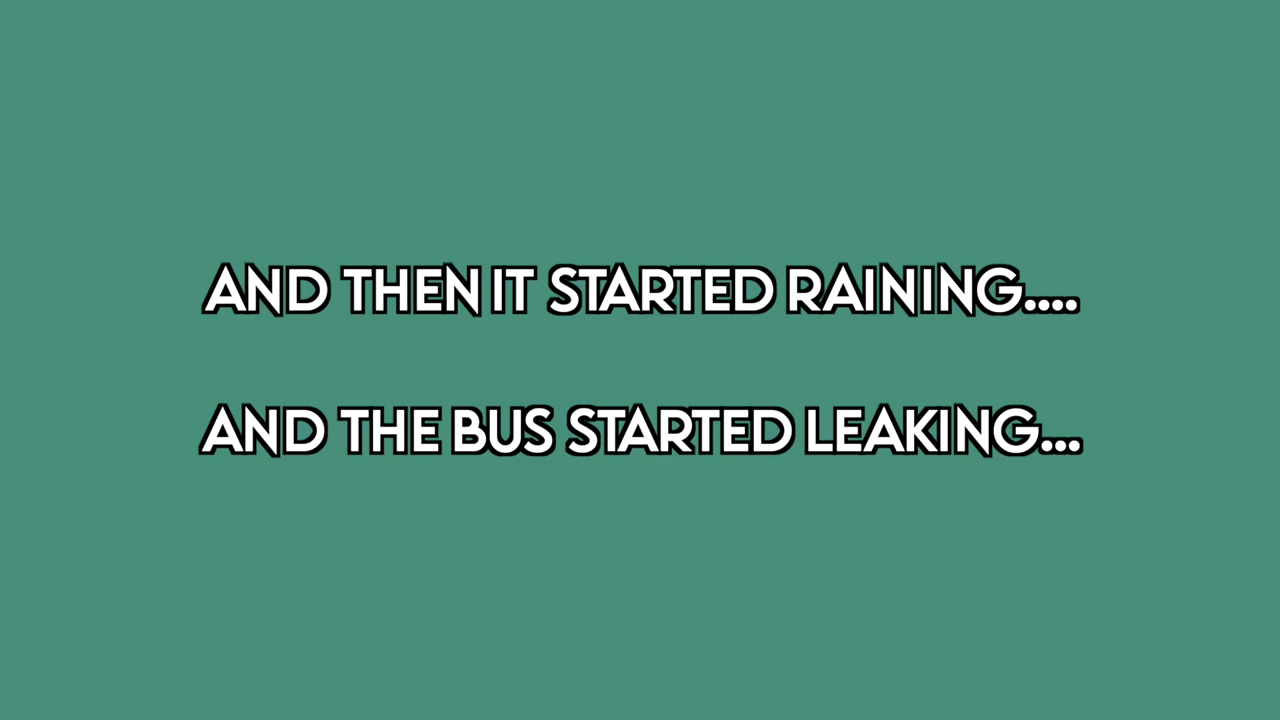 AND THEN IT STARTED RAINING....
AND THE BUS STARTED LEAKING...